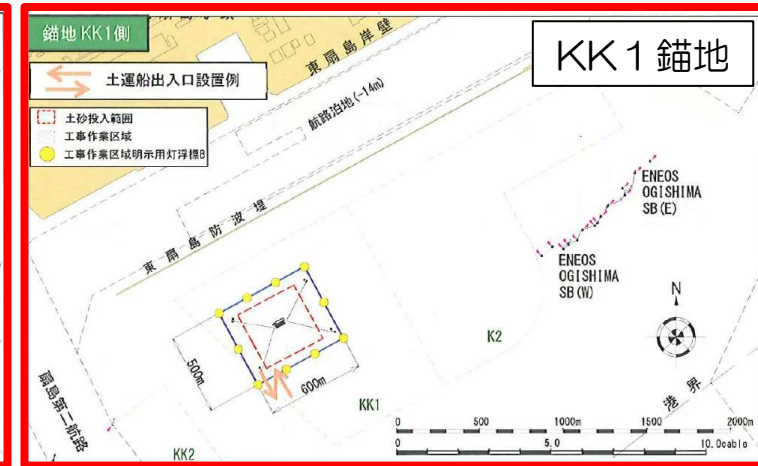 錨地KK1側
KK1錨地
土運船出入口設置例
土砂投入範囲
工事作業区域
工事作業区域明示用灯浮標B
東扇島岸壁
航路泊地(-14m)
東扇島防波堤
ENEOS
OGISHIMA
SB(E)
ENEOS
OGISHIMA
SB(W)
N
K2
500m
600m
KK1
扇島第二航路
KK2
港界
0 500 1000m 1500 2000m
0 5.0 10.0cable